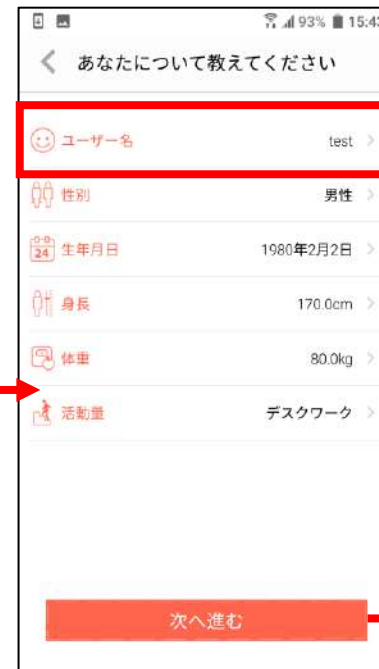 93% 15:43
あなたについて教えてください
ユーザー名 test
性別 男性
24 生年月日 1980年2月2日
身長 170.0cm
体重 80.0kg
活動量 デスクワーク
次へ進む